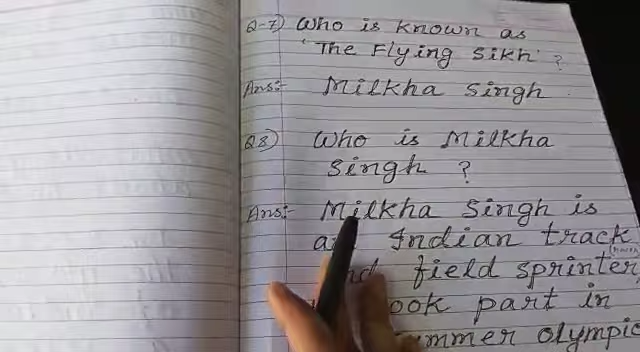 Q-7) Who is known as
'The Flying Sikh' ?
Ans:- Milkha Singh
Q8) Who is Milkha
Singh ?
Ans:- Milkha Singh is
Indian track
field sprinter
part in
olympic